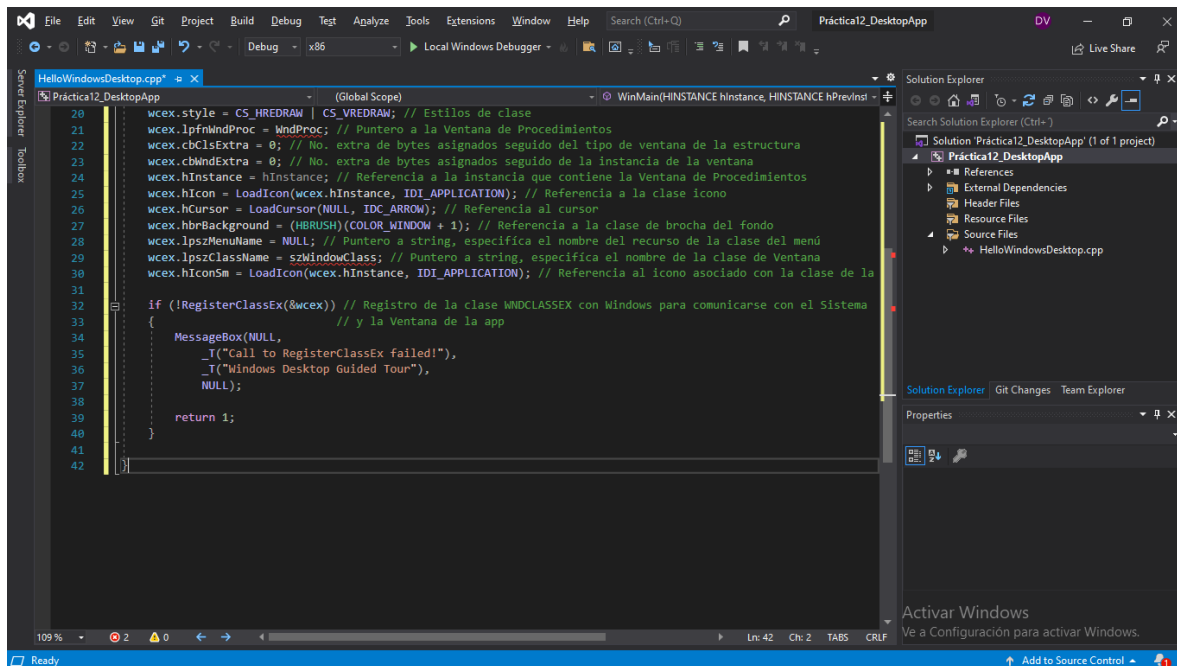 File Edit View Git Project Build Debug Test Analyze Tools Extensions Window Help Search (Ctrl+Q) Práctica12_DesktopApp DV
Debug x86 Local Windows Debugger Live Share
Server Explorer
Toolbox
HelloWindowsDesktop.cpp*
Práctica12_DesktopApp (Global Scope) WinMain(HINSTANCE hInstance, HINSTANCE hPrevInst
20 wcex.style = CS_HREDRAW | CS_VREDRAW; // Estilos de clase
21 wcex.lpfnWndProc = WndProc; // Puntero a la Ventana de Procedimientos
22 wcex.cbClsExtra = 0; // No. extra de bytes asignados seguido del tipo de ventana de la estructura
23 wcex.cbWndExtra = 0; // No. extra de bytes asignados seguido de la instancia de la ventana
24 wcex.hInstance = hInstance; // Referencia a la instancia que contiene la Ventana de Procedimientos
25 wcex.hIcon = LoadIcon(wcex.hInstance, IDI_APPLICATION); // Referencia a la clase icono
26 wcex.hCursor = LoadCursor(NULL, IDC_ARROW); // Referencia al cursor
27 wcex.hbrBackground = (HBRUSH)(COLOR_WINDOW + 1); // Referencia a la clase de brocha del fondo
28 wcex.lpszMenuName = NULL; // Puntero a string, especifíca el nombre del recurso de la clase del menú
29 wcex.lpszClassName = szWindowClass; // Puntero a string, especifíca el nombre de la clase de Ventana
30 wcex.hIconSm = LoadIcon(wcex.hInstance, IDI_APPLICATION); // Referencia al icono asociado con la clase de la
31
32 if (!RegisterClassEx(&wcex)) // Registro de la clase WNDCLASSEX con Windows para comunicarse con el Sistema
33 { // y la Ventana de la app
34 MessageBox(NULL,
35 _T("Call to RegisterClassEx failed!"),
36 _T("Windows Desktop Guided Tour"),
37 NULL);
38
39 return 1;
40 }
41
42 }
109 % 2 0 Ln: 42 Ch: 2 TABS CRLF
Ready
Solution Explorer
Search Solution Explorer (Ctrl+´)
Solution 'Práctica12_DesktopApp' (1 of 1 project)
Práctica12_DesktopApp
References
External Dependencies
Header Files
Resource Files
Source Files
++ HelloWindowsDesktop.cpp
Solution Explorer Git Changes Team Explorer
Properties
Activar Windows
Ve a Configuración para activar Windows.
Add to Source Control 1